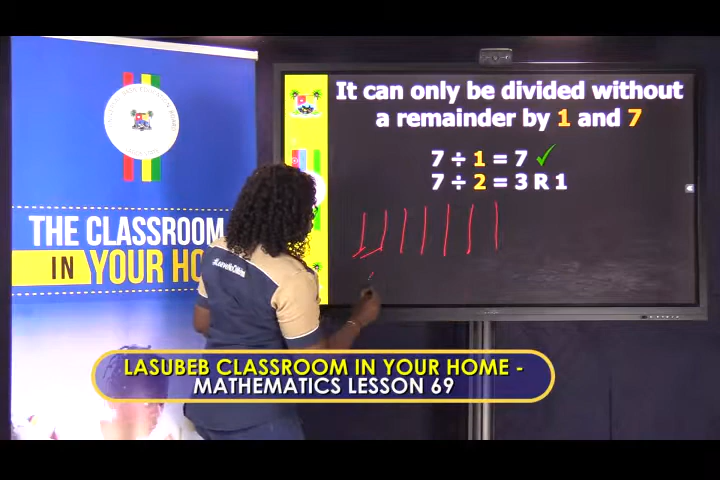 It can only be divided without
a remainder by 1 and 7
7 ÷ 1 = 7 ✓
7 ÷ 2 = 3 R 1
THE CLASSROOM
IN YOUR HO
LASUBEB CLASSROOM IN YOUR HOME -
MATHEMATICS LESSON 69